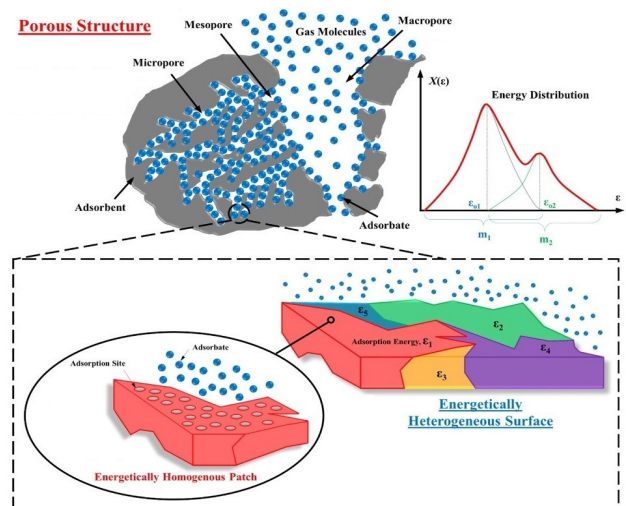 Porous Structure
Mesopore
Gas Molecules
Macropore
Micropore
Adsorbent
Adsorbate
X(ε)
Energy Distribution
εo1
εo2
ε
m1
m2
ε5
ε2
Adsorption Energy, ε1
ε4
ε3
Adsorbate
Adsorption Site
Energetically Homogenous Patch
Energetically
Heterogeneous Surface